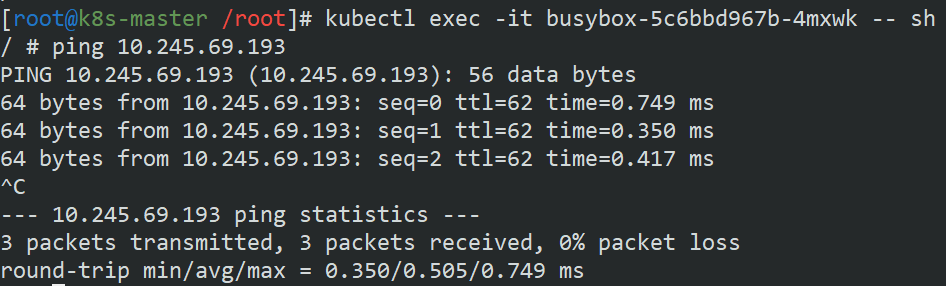 [root@k8s-master /root]# kubectl exec -it busybox-5c6bbd967b-4mxwk -- sh
/ # ping 10.245.69.193
PING 10.245.69.193 (10.245.69.193): 56 data bytes
64 bytes from 10.245.69.193: seq=0 ttl=62 time=0.749 ms
64 bytes from 10.245.69.193: seq=1 ttl=62 time=0.350 ms
64 bytes from 10.245.69.193: seq=2 ttl=62 time=0.417 ms
^C
--- 10.245.69.193 ping statistics ---
3 packets transmitted, 3 packets received, 0% packet loss
round-trip min/avg/max = 0.350/0.505/0.749 ms